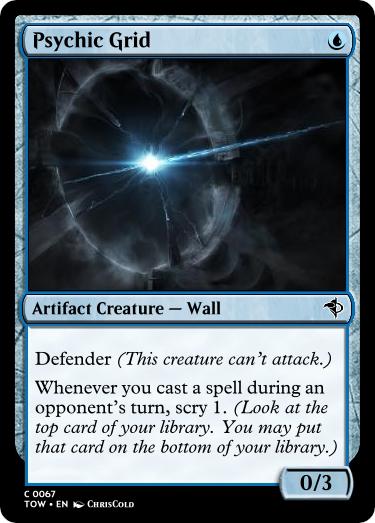 Psychic Grid
Artifact Creature — Wall
Defender (This creature can't attack.)
Whenever you cast a spell during an
opponent's turn, scry 1. (Look at the
top card of your library. You may put
that card on the bottom of your library.)
0/3
C 0067
TOW • EN ChrisCold